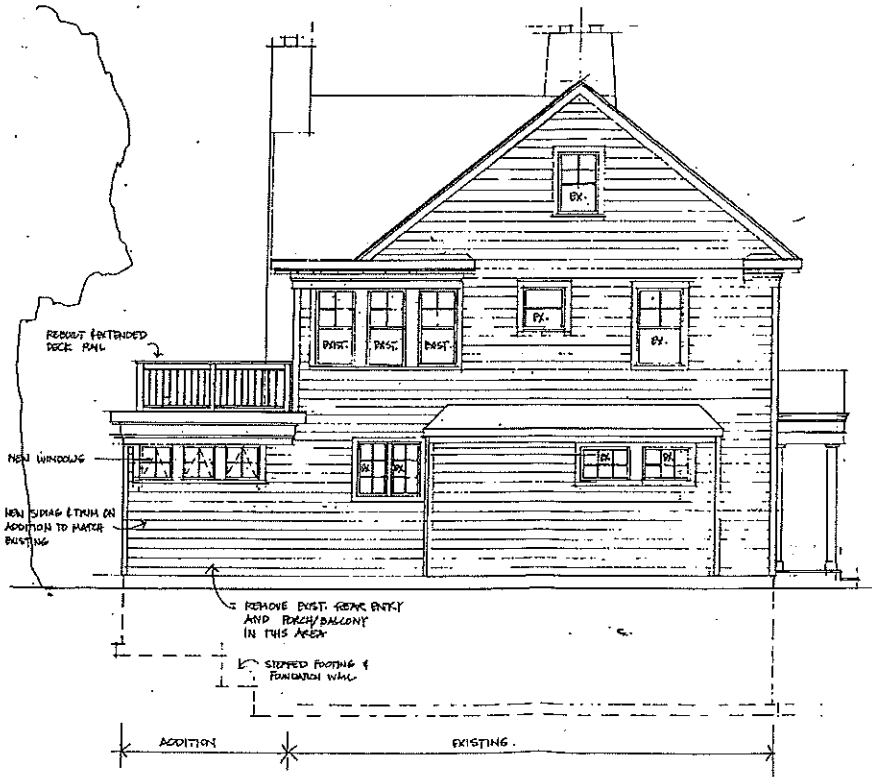 EX.
EXIST.
EXIST.
EXIST.
EX.
EX.
REBUILT & EXTENDED
DECK RAIL
NEW WINDOWS
EX
EX
EX
EX
NEW SIDING & TRIM ON
ADDITION TO MATCH
EXISTING
REMOVE EXIST. REAR ENTRY
AND PORCH/BALCONY
IN THIS AREA
STEPPED FOOTING &
FOUNDATION WALL
ADDITION
EXISTING.